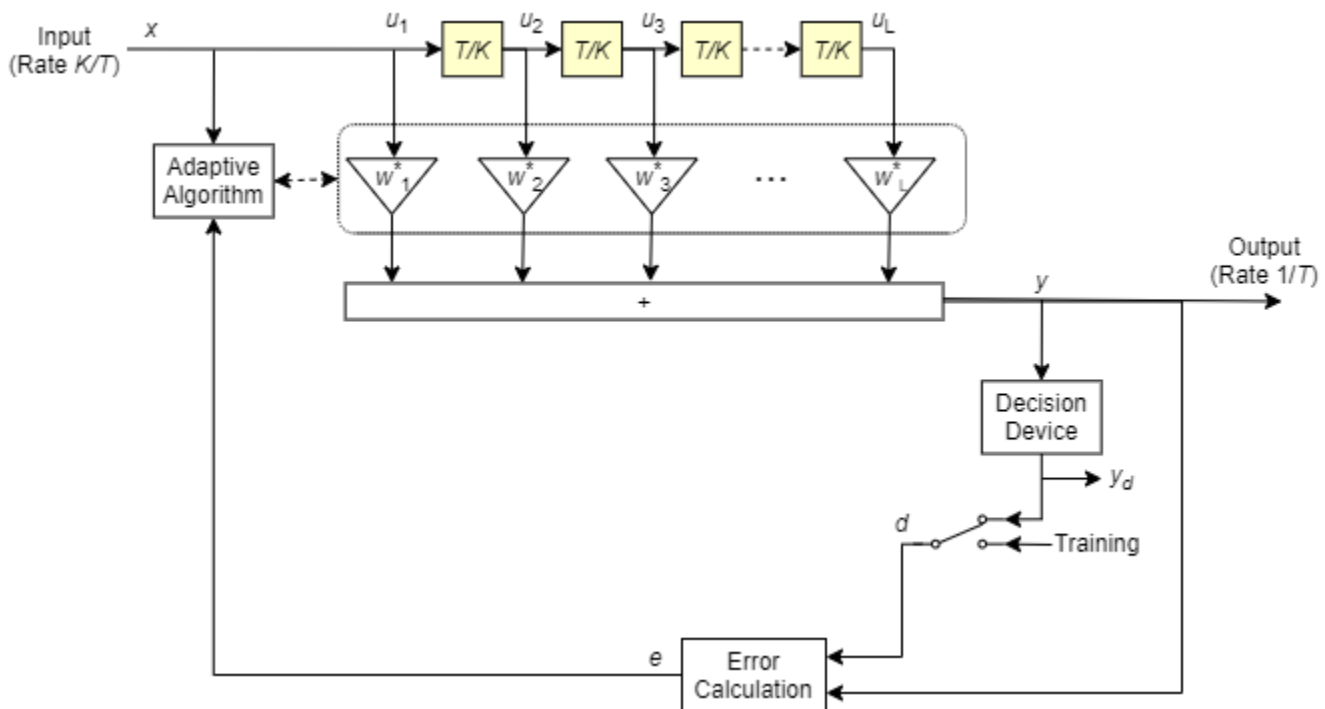 Input
(Rate K/T)
x
u1
T/K
u2
T/K
u3
T/K
T/K
uL
Adaptive
Algorithm
w*1
w*2
w*3
...
w*L
+
y
Output
(Rate 1/T)
Decision
Device
yd
d
Training
e
Error
Calculation